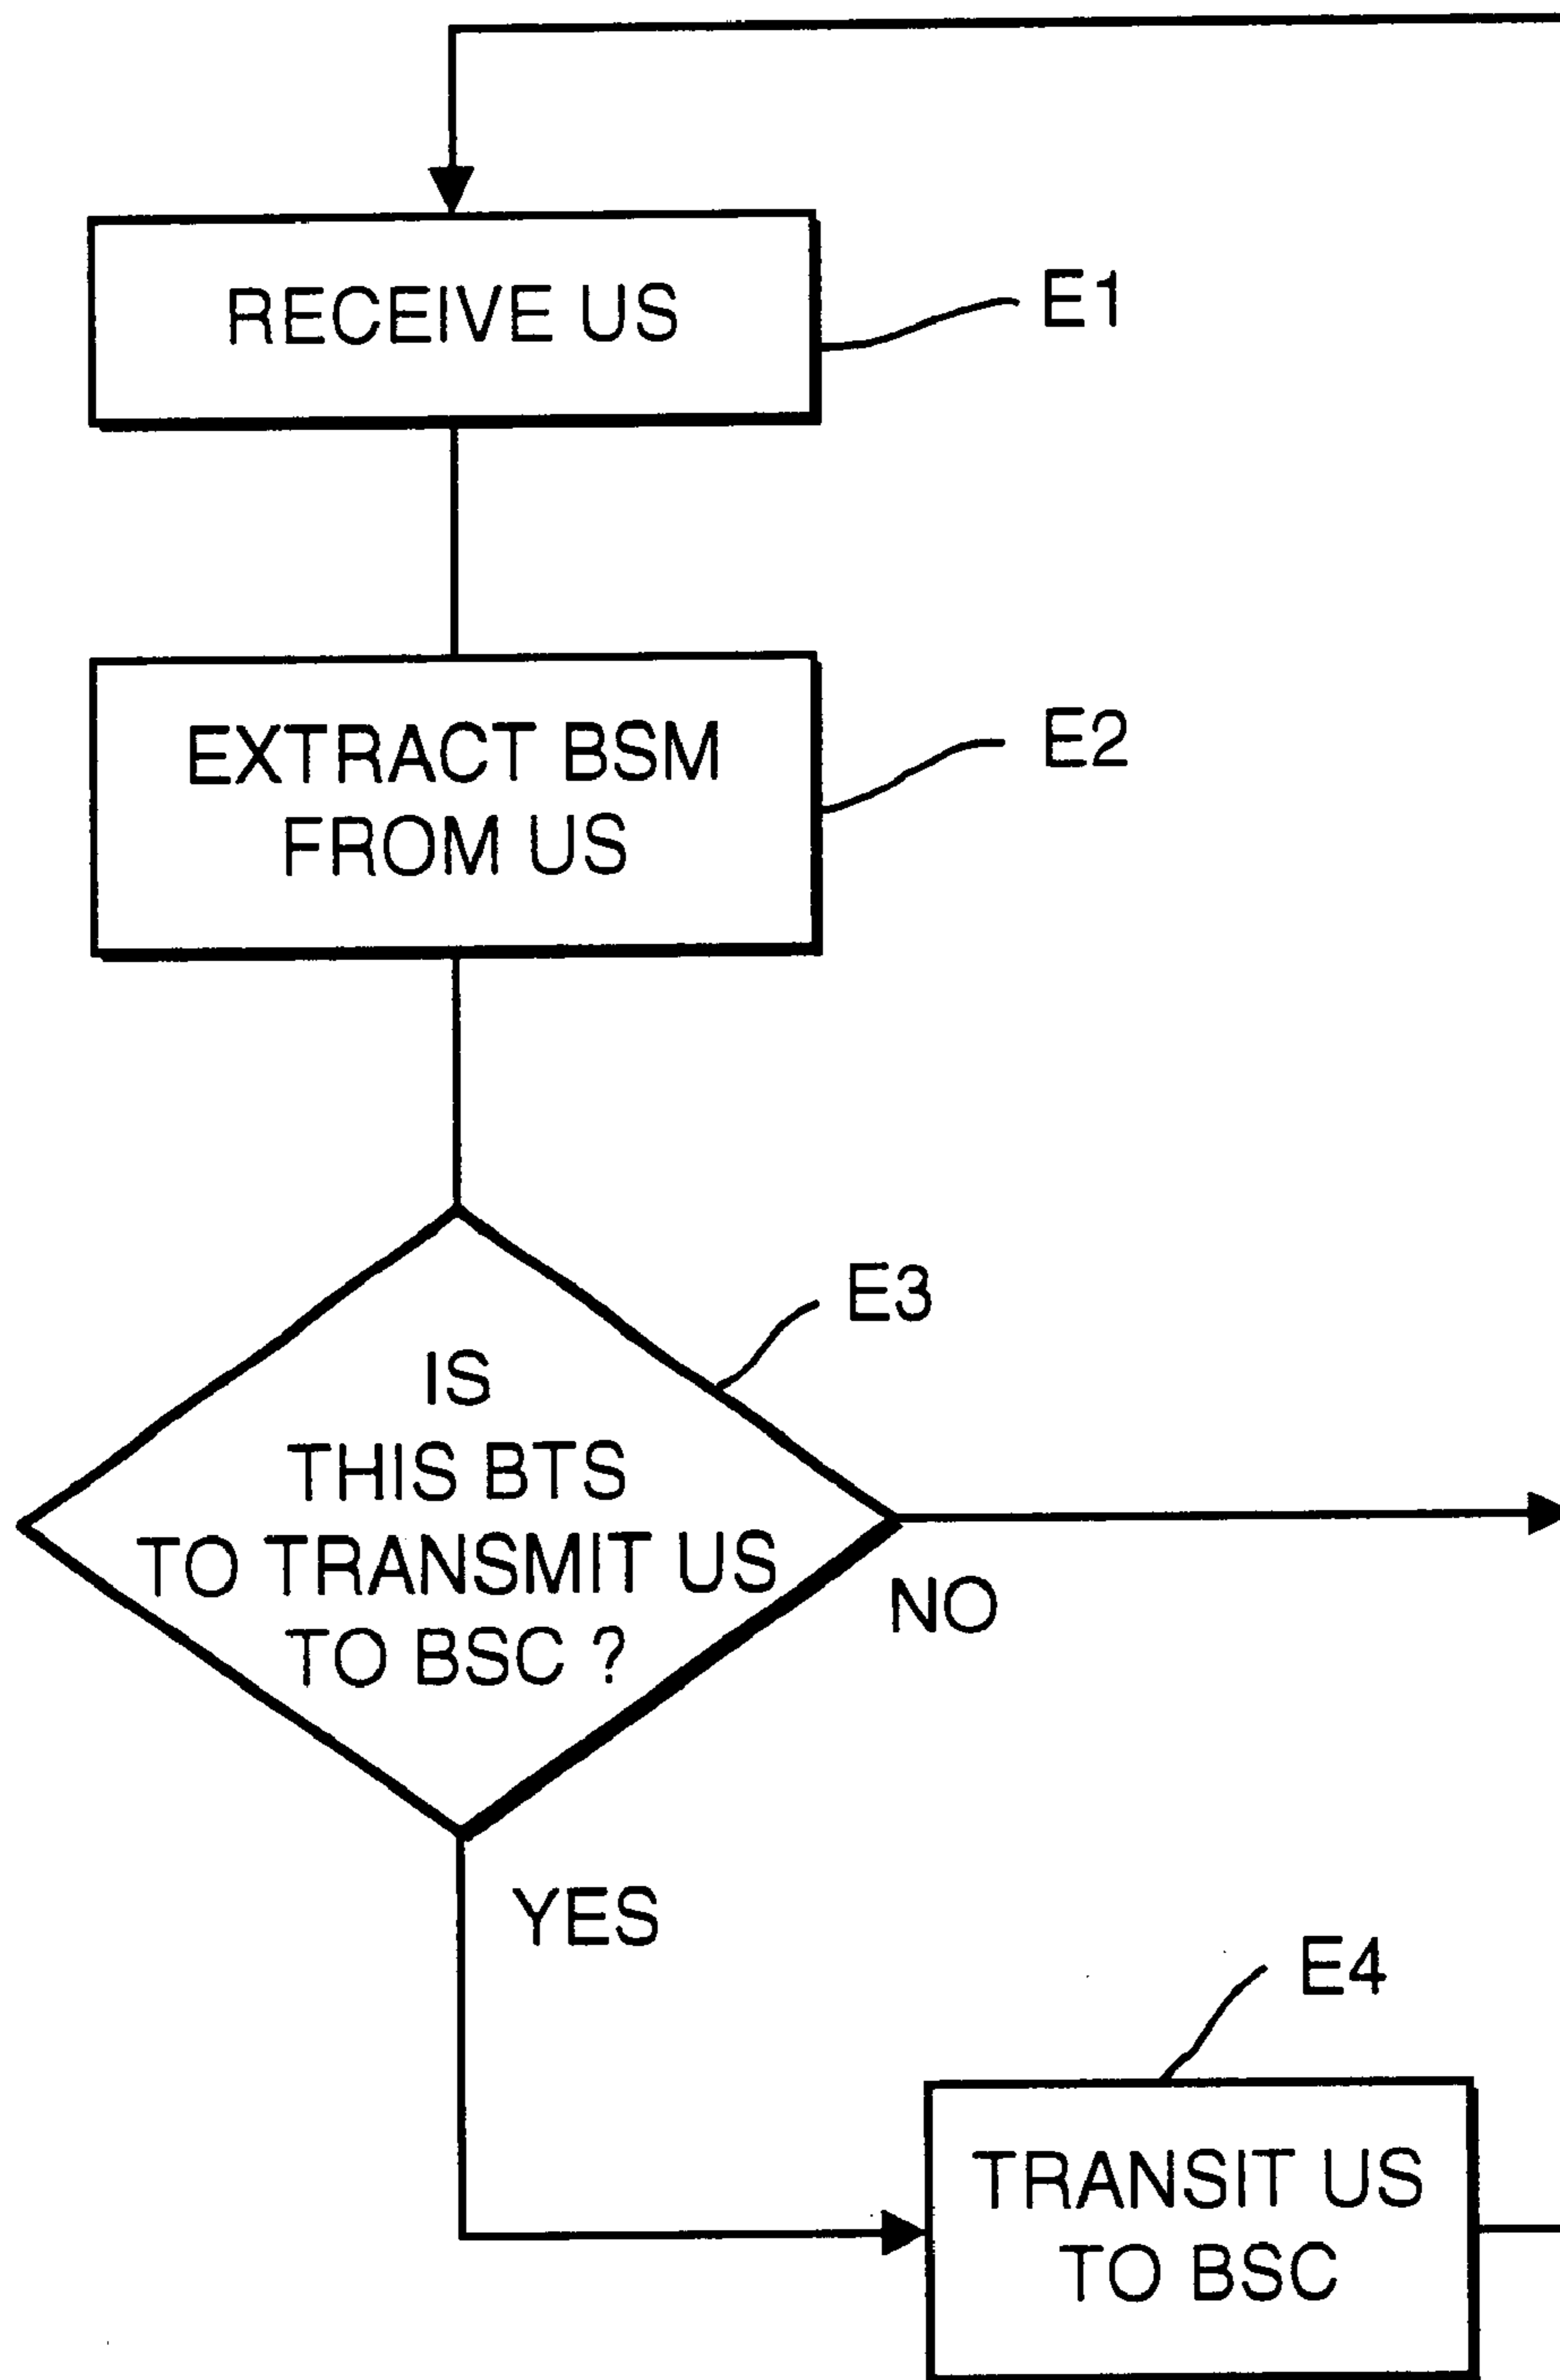 RECEIVE US
E1
EXTRACT BSM
FROM US
E2
E3
IS
THIS BTS
TO TRANSMIT US
TO BSC ?
NO
YES
E4
TRANSIT US
TO BSC